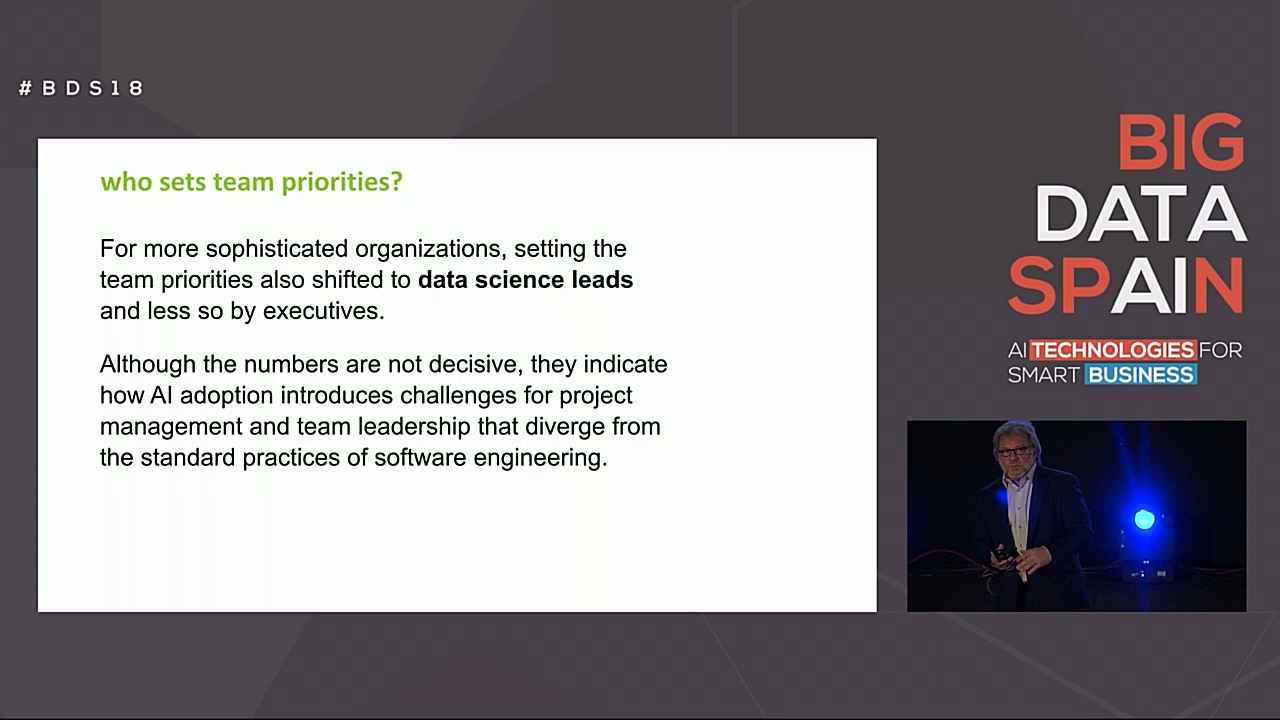 #BDS18
who sets team priorities?
For more sophisticated organizations, setting the
team priorities also shifted to data science leads
and less so by executives.
Although the numbers are not decisive, they indicate
how AI adoption introduces challenges for project
management and team leadership that diverge from
the standard practices of software engineering.
BIG
DATA
SPAIN
AI TECHNOLOGIES FOR
SMART BUSINESS